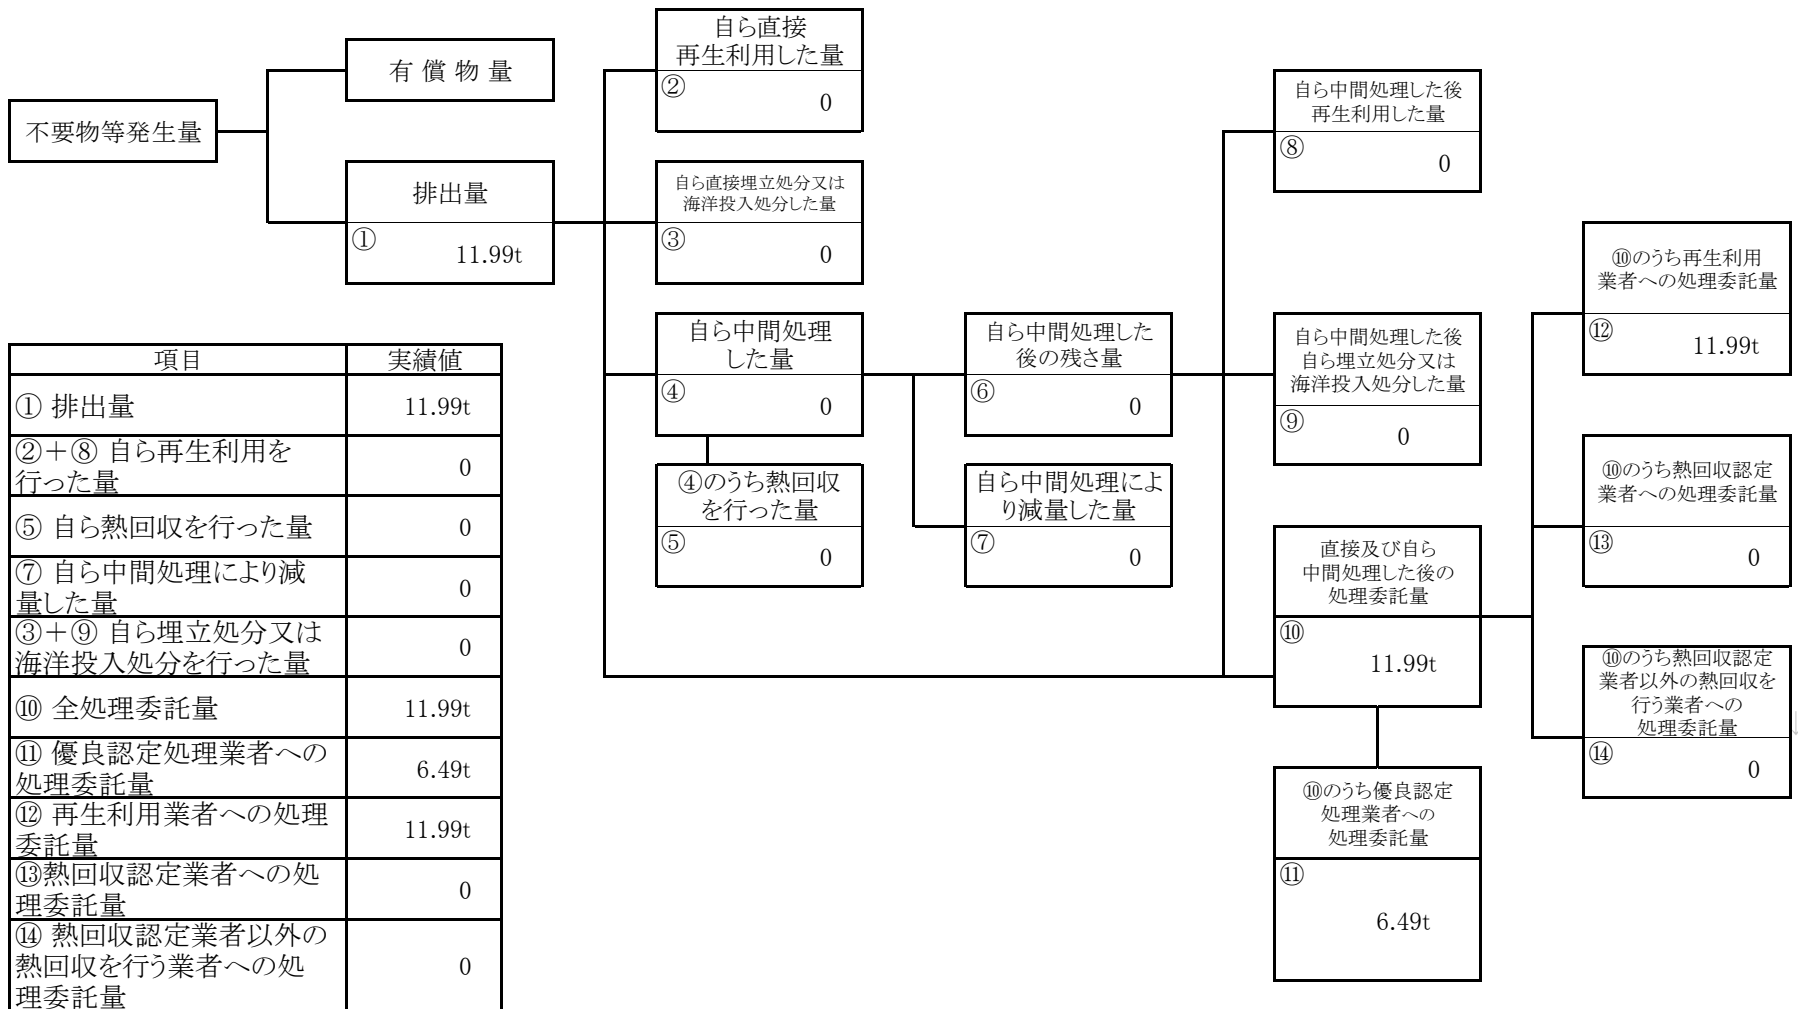 不要物等発生量
有償物量
排出量
①
11.99t
自ら直接
再生利用した量
②
0
自ら直接埋立処分又は
海洋投入処分した量
③
0
自ら中間処理
した量
④
0
④のうち熱回収
を行った量
⑤
0
自ら中間処理した
後の残さ量
⑥
0
自ら中間処理によ
り減量した量
⑦
0
自ら中間処理した後
再生利用した量
⑧
0
自ら中間処理した後
自ら埋立処分又は
海洋投入処分した量
⑨
0
直接及び自ら
中間処理した後の
処理委託量
⑩
11.99t
⑩のうち優良認定
処理業者への
処理委託量
⑪
6.49t
⑩のうち再生利用
業者への処理委託量
⑫
11.99t
⑩のうち熱回収認定
業者への処理委託量
⑬
0
⑩のうち熱回収認定
業者以外の熱回収を
行う業者への
処理委託量
⑭
0
項目 実績値
① 排出量 11.99t
②+⑧ 自ら再生利用を
行った量 0
⑤ 自ら熱回収を行った量 0
⑦ 自ら中間処理により減
量した量 0
③+⑨ 自ら埋立処分又は
海洋投入処分を行った量 0
⑩ 全処理委託量 11.99t
⑪ 優良認定処理業者への
処理委託量 6.49t
⑫ 再生利用業者への処理
委託量 11.99t
⑬熱回収認定業者への処
理委託量 0
⑭ 熱回収認定業者以外の
熱回収を行う業者への処
理委託量 0